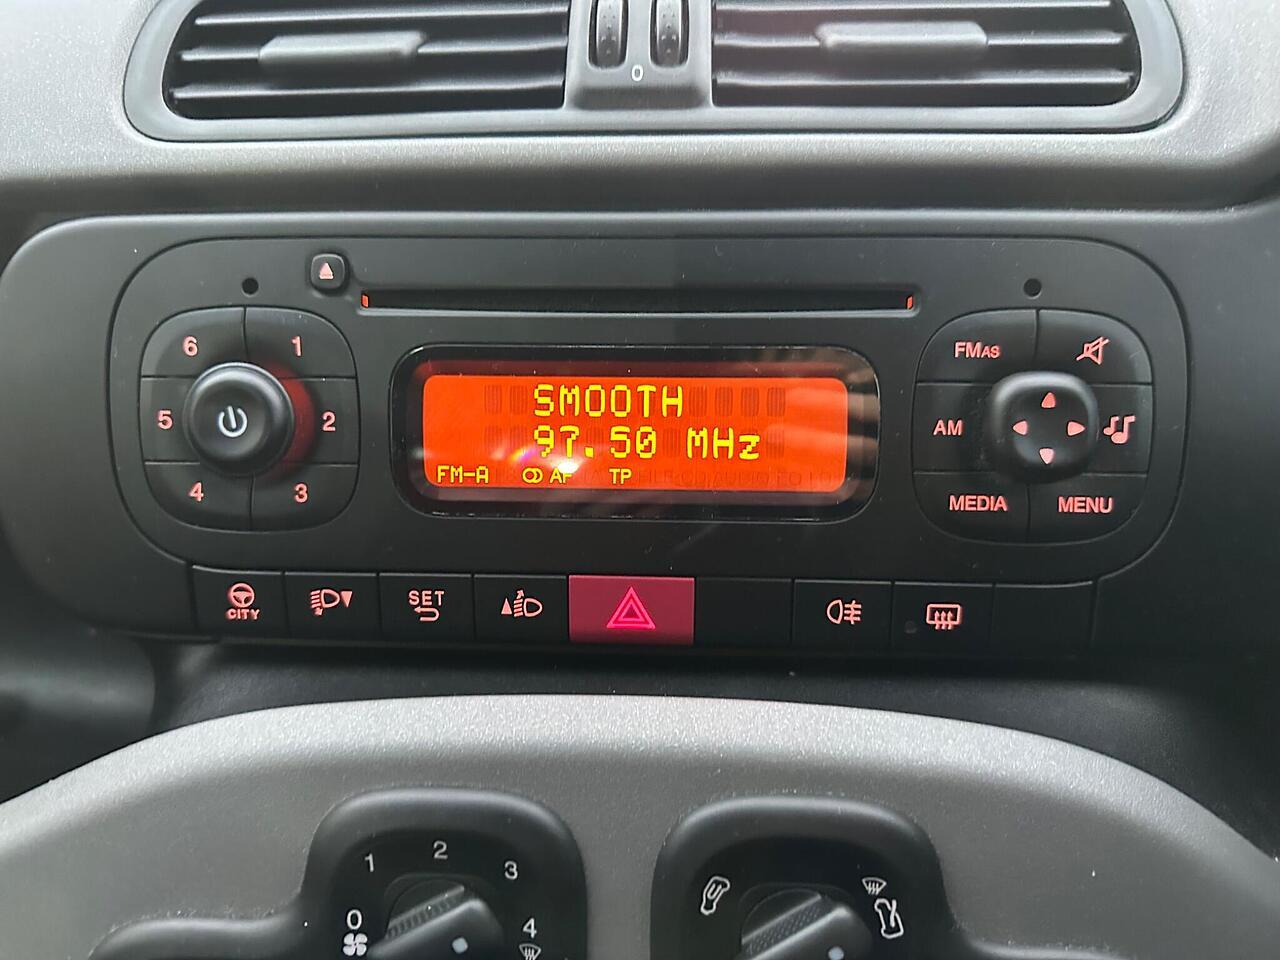 0
6 1
5 2
4 3
SMOOTH
97.50 MHz
FM-A AF TP
FMAS
AM
MEDIA MENU
CITY
SET
0 1 2 3 4